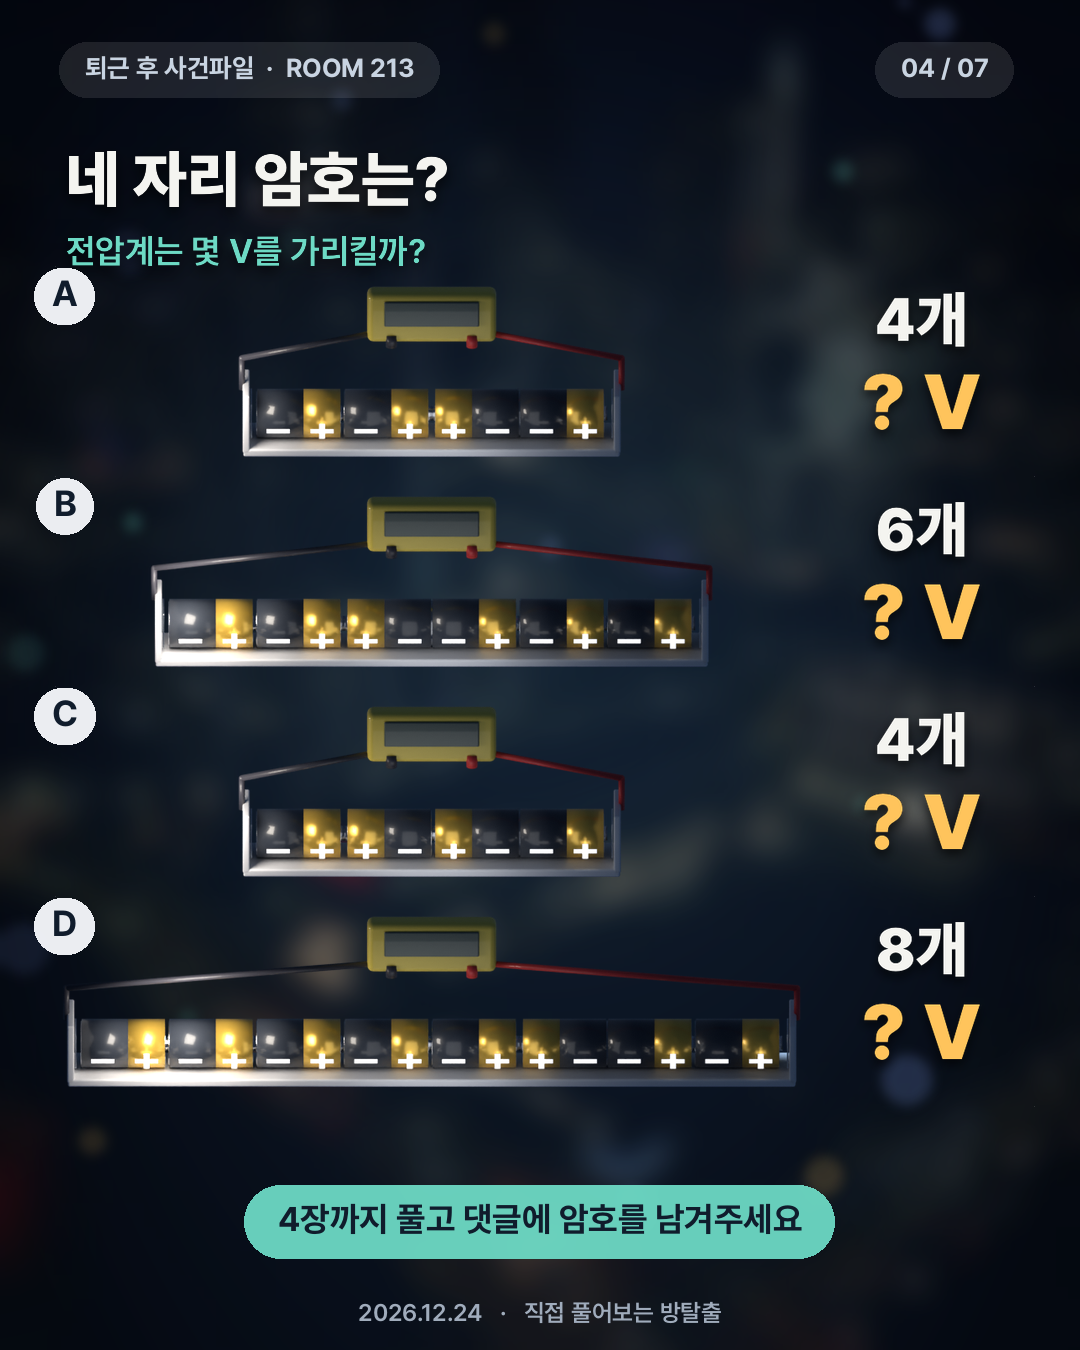 퇴근 후 사건파일 · ROOM 213
04 / 07
네 자리 암호는?
전압계는 몇 V를 가리킬까?
A
4개
? V
− + − + + − − +
B
6개
? V
− + − + + − − + − + − +
C
4개
? V
− + + − + − − +
D
8개
? V
− + − + − + − + − + + − − + − +
4장까지 풀고 댓글에 암호를 남겨주세요
2026.12.24 · 직접 풀어보는 방탈출